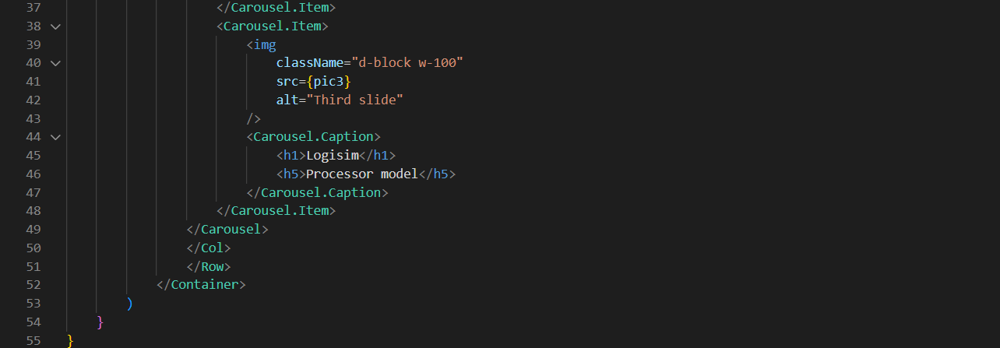 37 </Carousel.Item>
38 <Carousel.Item>
39 <img
40 className="d-block w-100"
41 src={pic3}
42 alt="Third slide"
43 />
44 <Carousel.Caption>
45 <h1>Logisim</h1>
46 <h5>Processor model</h5>
47 </Carousel.Caption>
48 </Carousel.Item>
49 </Carousel>
50 </Col>
51 </Row>
52 </Container>
53 )
54 }
55 }